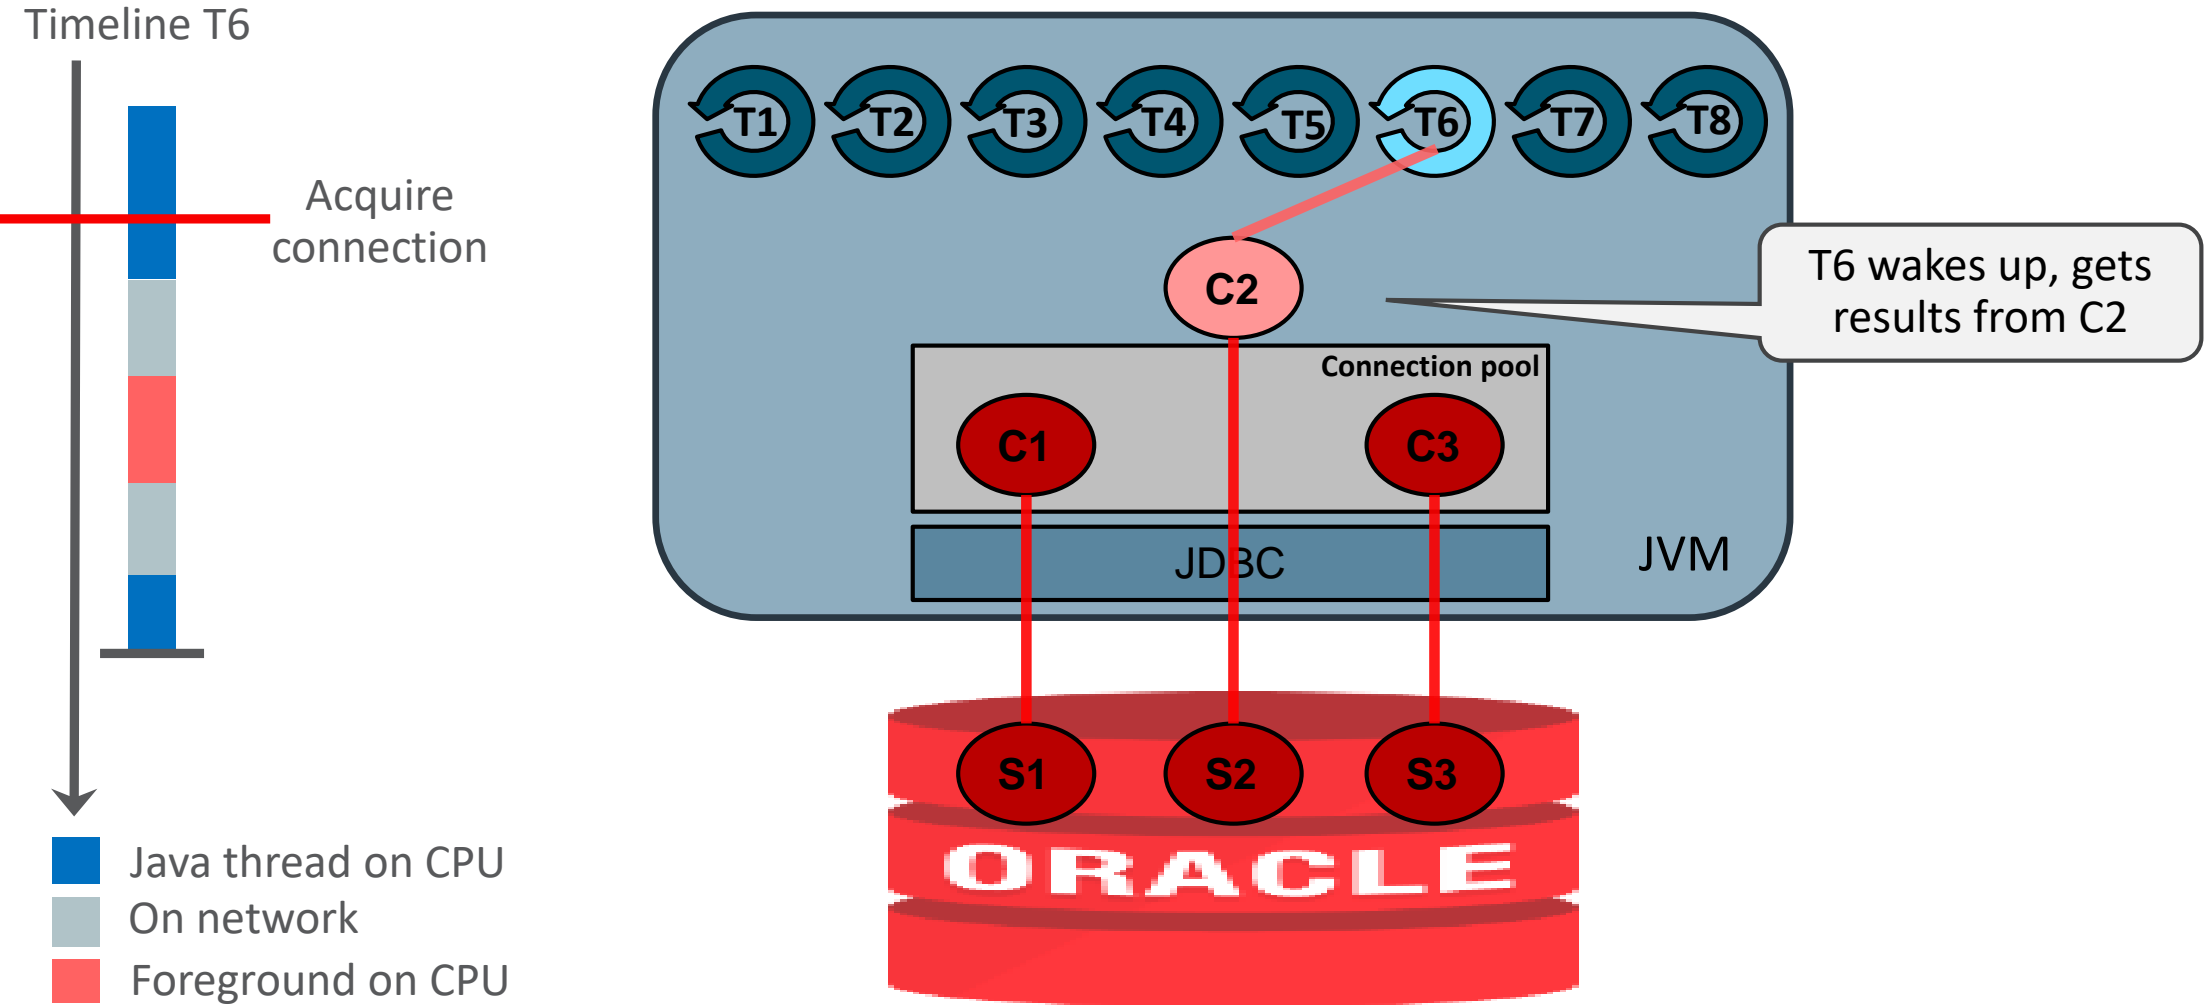 Timeline T6
Acquire
connection
Java thread on CPU
On network
Foreground on CPU
T1 T2 T3 T4 T5 T6 T7 T8
C2
T6 wakes up, gets
results from C2
Connection pool
C1 C3
JDBC
JVM
S1 S2 S3
ORACLE